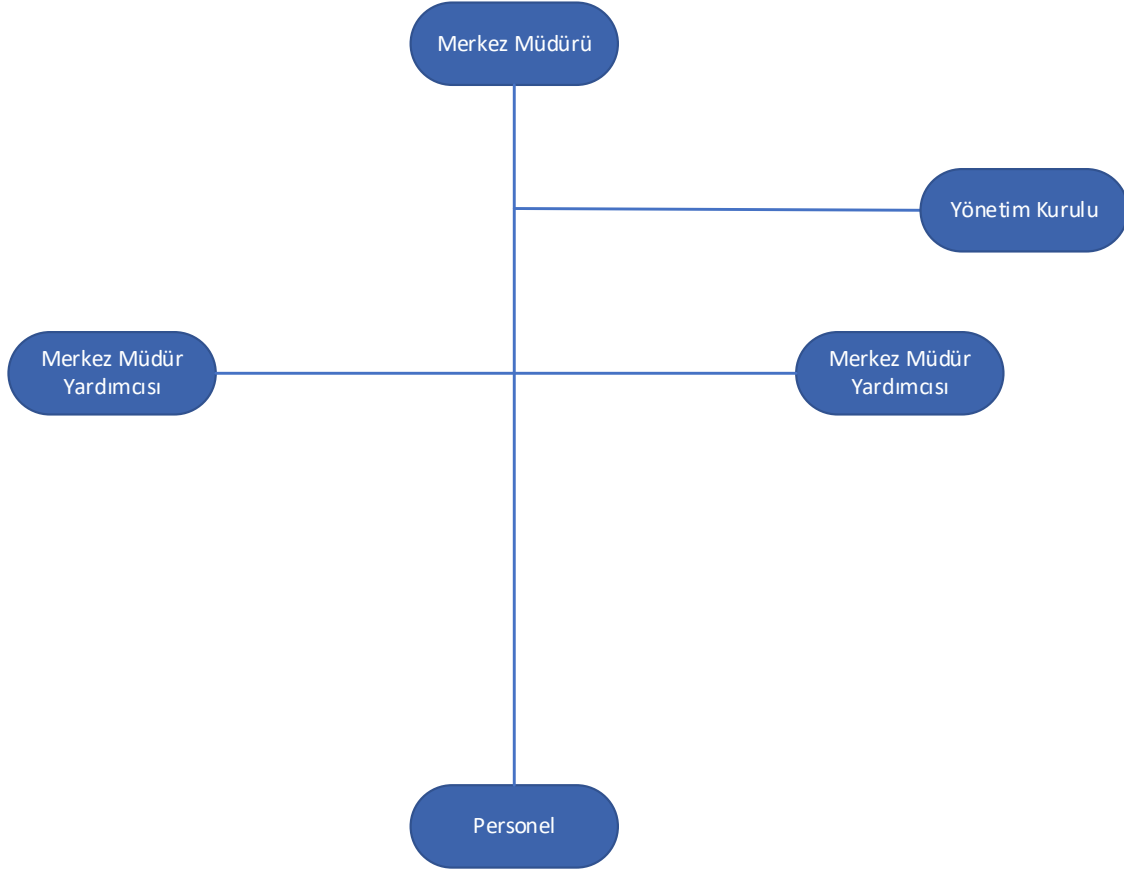 Merkez Müdürü
Yönetim Kurulu
Merkez Müdür
Yardımcısı
Merkez Müdür
Yardımcısı
Personel